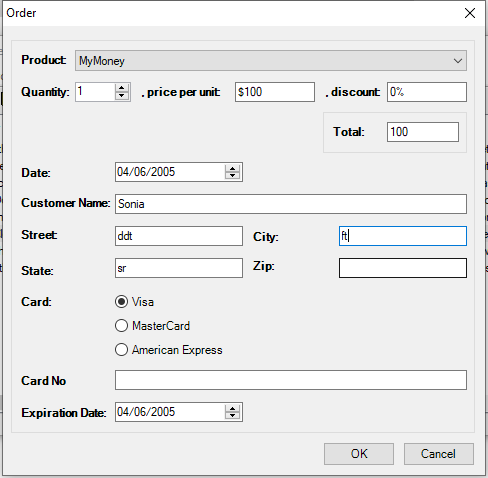 Order
Product: MyMoney
Quantity: 1 , price per unit: $100 , discount: 0%
Total: 100
Date: 04/06/2005
Customer Name: Sonia
Street: ddt City: ft
State: sr Zip:
Card: Visa
MasterCard
American Express
Card No
Expiration Date: 04/06/2005
OK Cancel